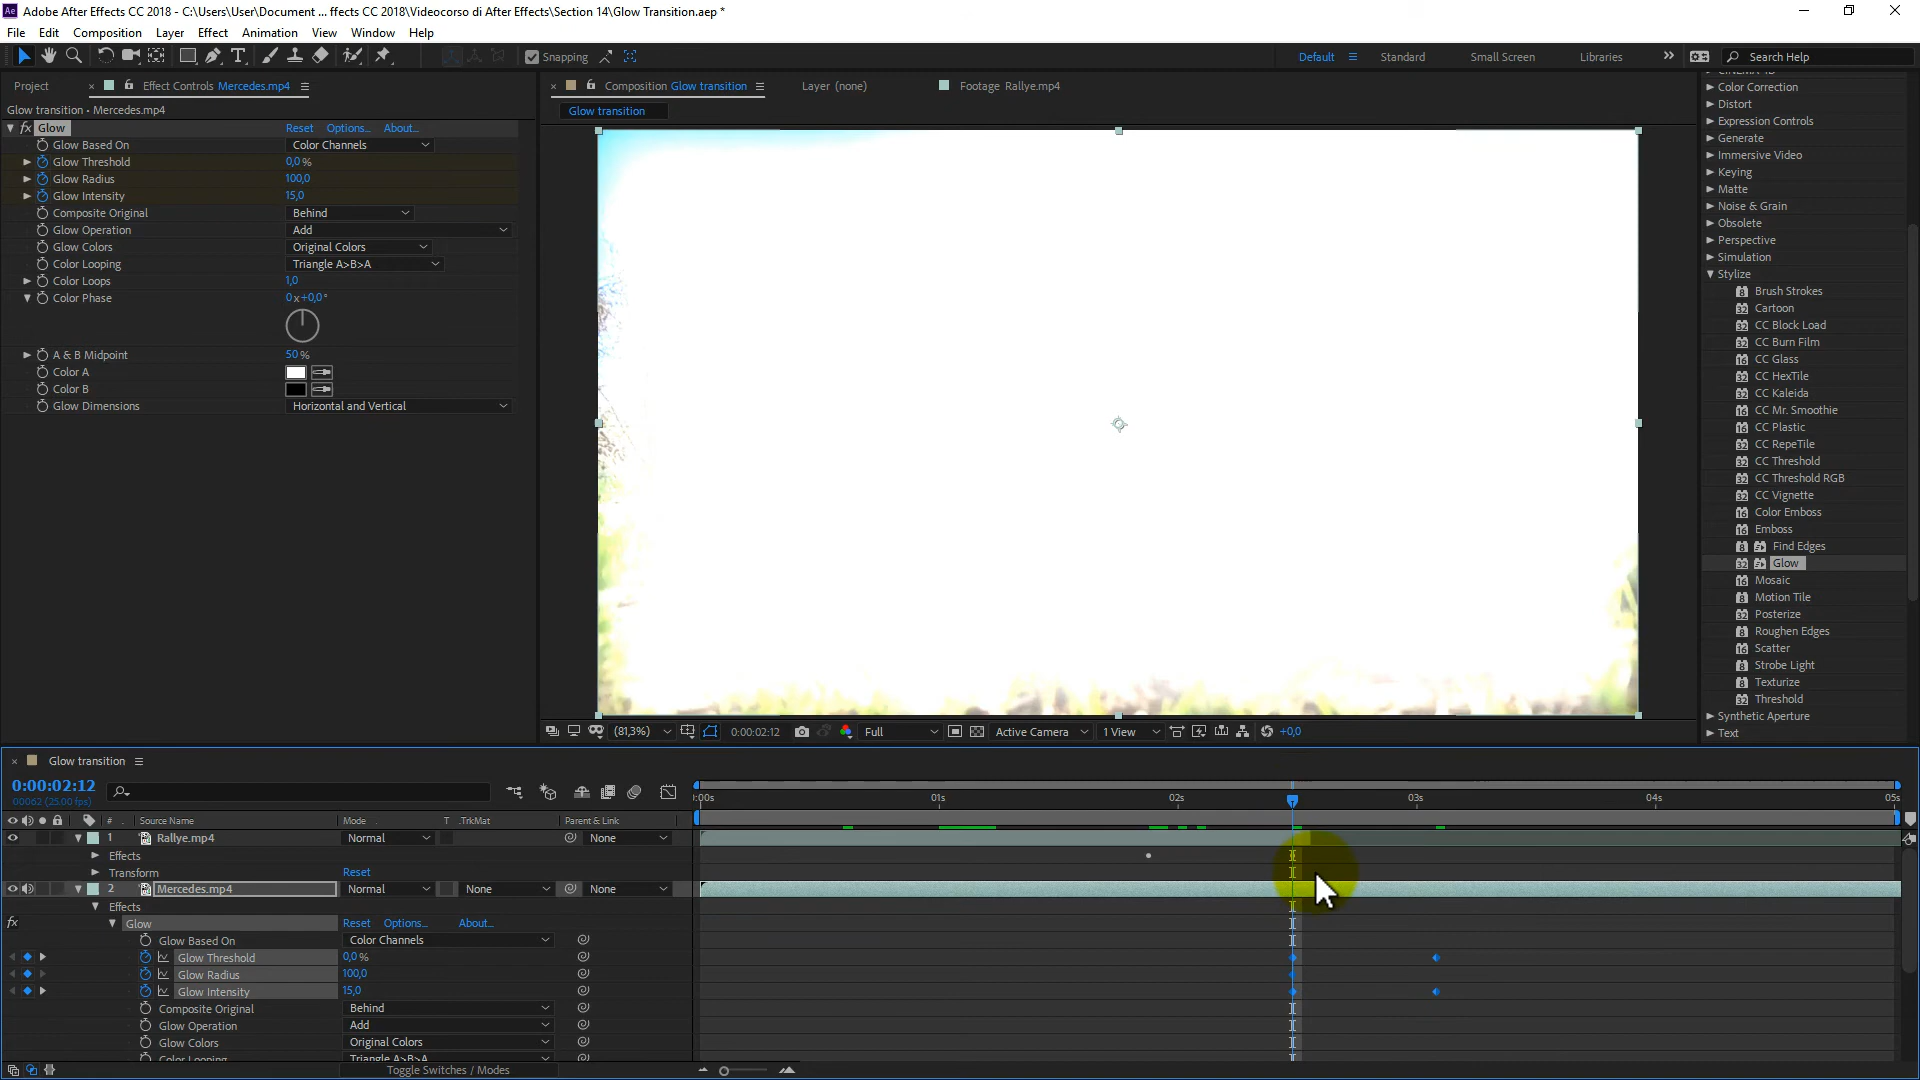 Adobe After Effects CC 2018 - C:\Users\User\Document ... ffects CC 2018\Videocorso di After Effects\Section 14\Glow Transition.aep *
File Edit Composition Layer Effect Animation View Window Help
Snapping Default Standard Small Screen Libraries Search Help
Project Effect Controls Mercedes.mp4
Composition Glow transition Layer (none) Footage Rallye.mp4
Glow transition • Mercedes.mp4
Glow transition
fx Glow Reset Options... About...
Glow Based On Color Channels
Glow Threshold 0,0 %
Glow Radius 100,0
Glow Intensity 15,0
Composite Original Behind
Glow Operation Add
Glow Colors Original Colors
Color Looping Triangle A>B>A
Color Loops 1,0
Color Phase 0 x +0,0°
A & B Midpoint 50 %
Color A
Color B
Glow Dimensions Horizontal and Vertical
Color Correction
Distort
Expression Controls
Generate
Immersive Video
Keying
Matte
Noise & Grain
Obsolete
Perspective
Simulation
Stylize
Brush Strokes
Cartoon
CC Block Load
CC Burn Film
CC Glass
CC HexTile
CC Kaleida
CC Mr. Smoothie
CC Plastic
CC RepeTile
CC Threshold
CC Threshold RGB
CC Vignette
Color Emboss
Emboss
Find Edges
Glow
Mosaic
Motion Tile
Posterize
Roughen Edges
Scatter
Strobe Light
Texturize
Threshold
Synthetic Aperture
Text
(81,3%) 0:00:02:12 Full Active Camera 1 View +0,0
Glow transition
0:00:02:12
00062 (25.00 fps)
:00s 01s 02s 03s 04s 05s
# Source Name Mode T .TrkMat Parent & Link
1 Rallye.mp4 Normal None
Effects
Transform Reset
2 Mercedes.mp4 Normal None None
Effects
fx Glow Reset Options... About...
Glow Based On Color Channels
Glow Threshold 0,0 %
Glow Radius 100,0
Glow Intensity 15,0
Composite Original Behind
Glow Operation Add
Glow Colors Original Colors
Color Looping Triangle A>B>A
Toggle Switches / Modes